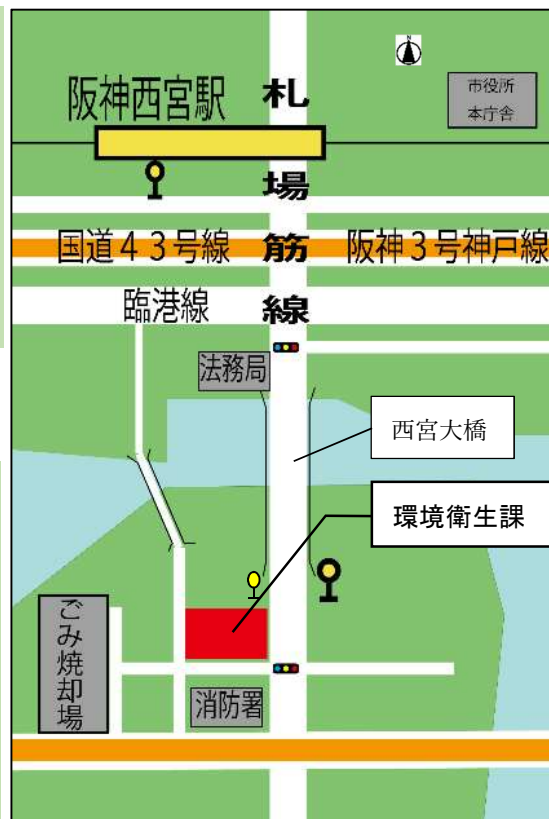 N
阪神西宮駅
市役所
本庁舎
札場筋線
国道４３号線
阪神３号神戸線
臨港線
法務局
西宮大橋
環境衛生課
ごみ焼却場
消防署